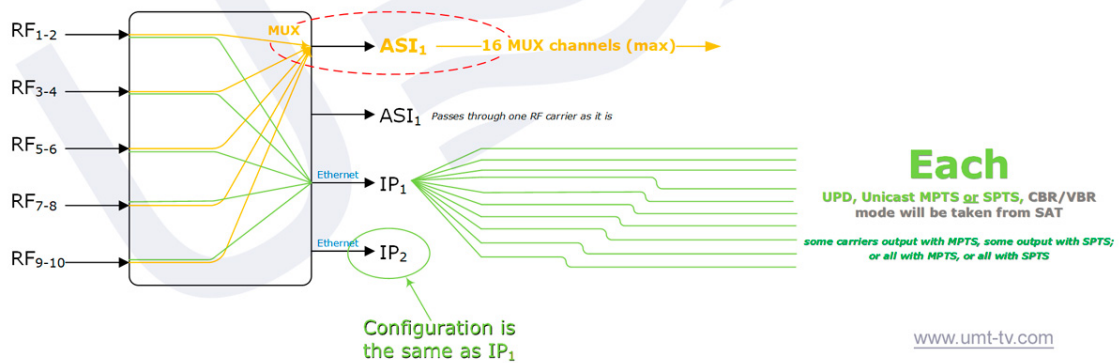 RF1-2
MUX
ASI1
16 MUX channels (max)
RF3-4
ASI1 Passes through one RF carrier as it is
RF5-6
Ethernet
IP1
Each
UPD, Unicast MPTS or SPTS, CBR/VBR
mode will be taken from SAT
some carriers output with MPTS, some output with SPTS;
or all with MPTS, or all with SPTS
RF7-8
Ethernet
IP2
RF9-10
Configuration is
the same as IP1
www.umt-tv.com